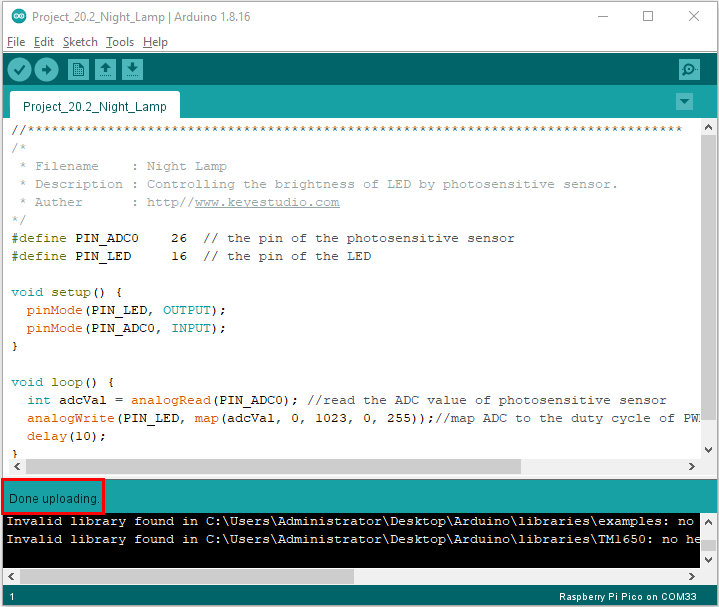 Project_20.2_Night_Lamp | Arduino 1.8.16
File Edit Sketch Tools Help
Project_20.2_Night_Lamp
//**********************************************************************************
/*
 * Filename    : Night Lamp
 * Description : Controlling the brightness of LED by photosensitive sensor.
 * Auther      : http//www.keyestudio.com
*/
#define PIN_ADC0    26  // the pin of the photosensitive sensor
#define PIN_LED     16  // the pin of the LED
void setup() {
  pinMode(PIN_LED, OUTPUT);
  pinMode(PIN_ADC0, INPUT);
}
void loop() {
  int adcVal = analogRead(PIN_ADC0); //read the ADC value of photosensitive sensor
  analogWrite(PIN_LED, map(adcVal, 0, 1023, 0, 255));//map ADC to the duty cycle of PW
  delay(10);
}
Done uploading.
Invalid library found in C:\Users\Administrator\Desktop\Arduino\libraries\examples: no
Invalid library found in C:\Users\Administrator\Desktop\Arduino\libraries\TM1650: no he
1 Raspberry Pi Pico on COM33